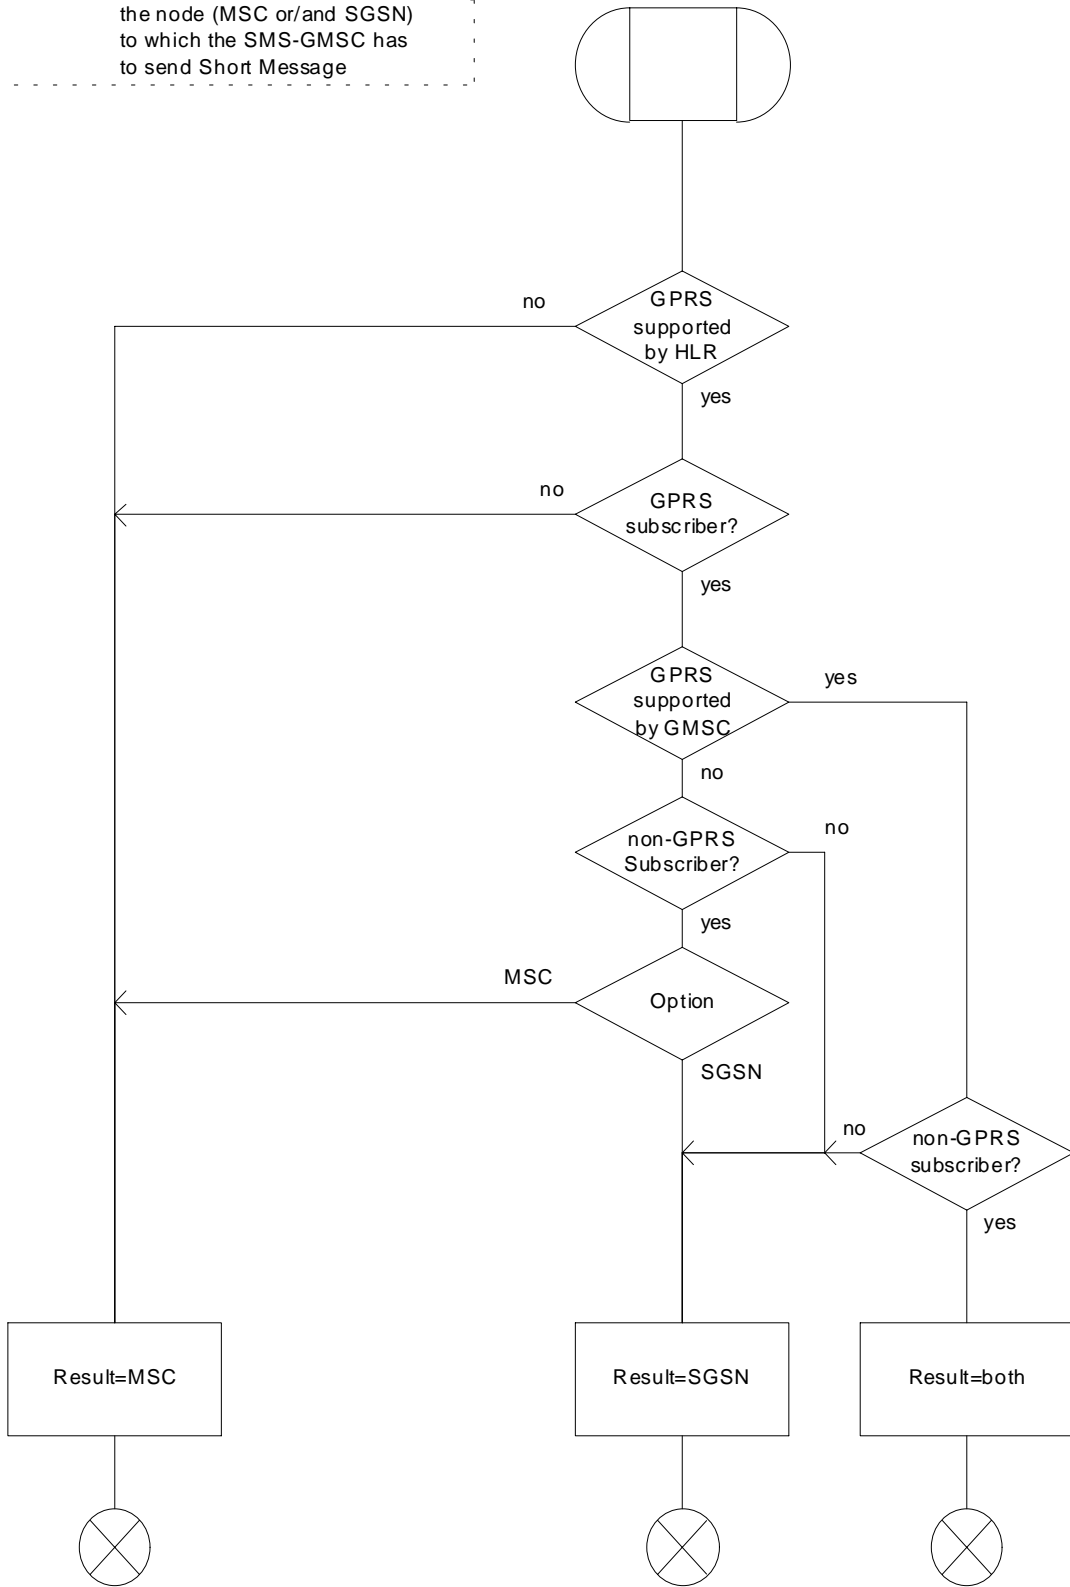 the node (MSC or/and SGSN)
to which the SMS-GMSC has
to send Short Message
no
GPRS
supported
by HLR
yes
no
GPRS
subscriber?
yes
GPRS
supported
by GMSC
yes
no
non-GPRS
Subscriber?
no
yes
MSC
Option
SGSN
no
non-GPRS
subscriber?
yes
Result=MSC
Result=SGSN
Result=both